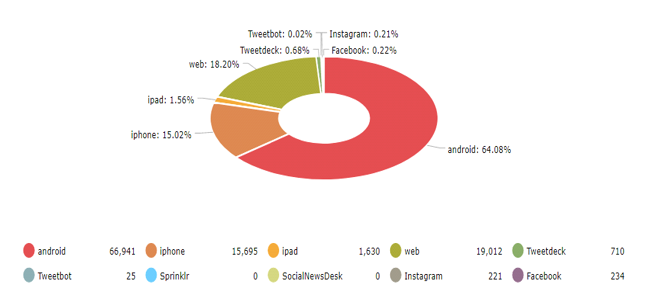 Tweetbot: 0.02% Instagram: 0.21%
Tweetdeck: 0.68% Facebook: 0.22%
web: 18.20%
ipad: 1.56%
iphone: 15.02%
android: 64.08%
android 66,941 iphone 15,695 ipad 1,630 web 19,012 Tweetdeck 710
Tweetbot 25 Sprinklr 0 SocialNewsDesk 0 Instagram 221 Facebook 234